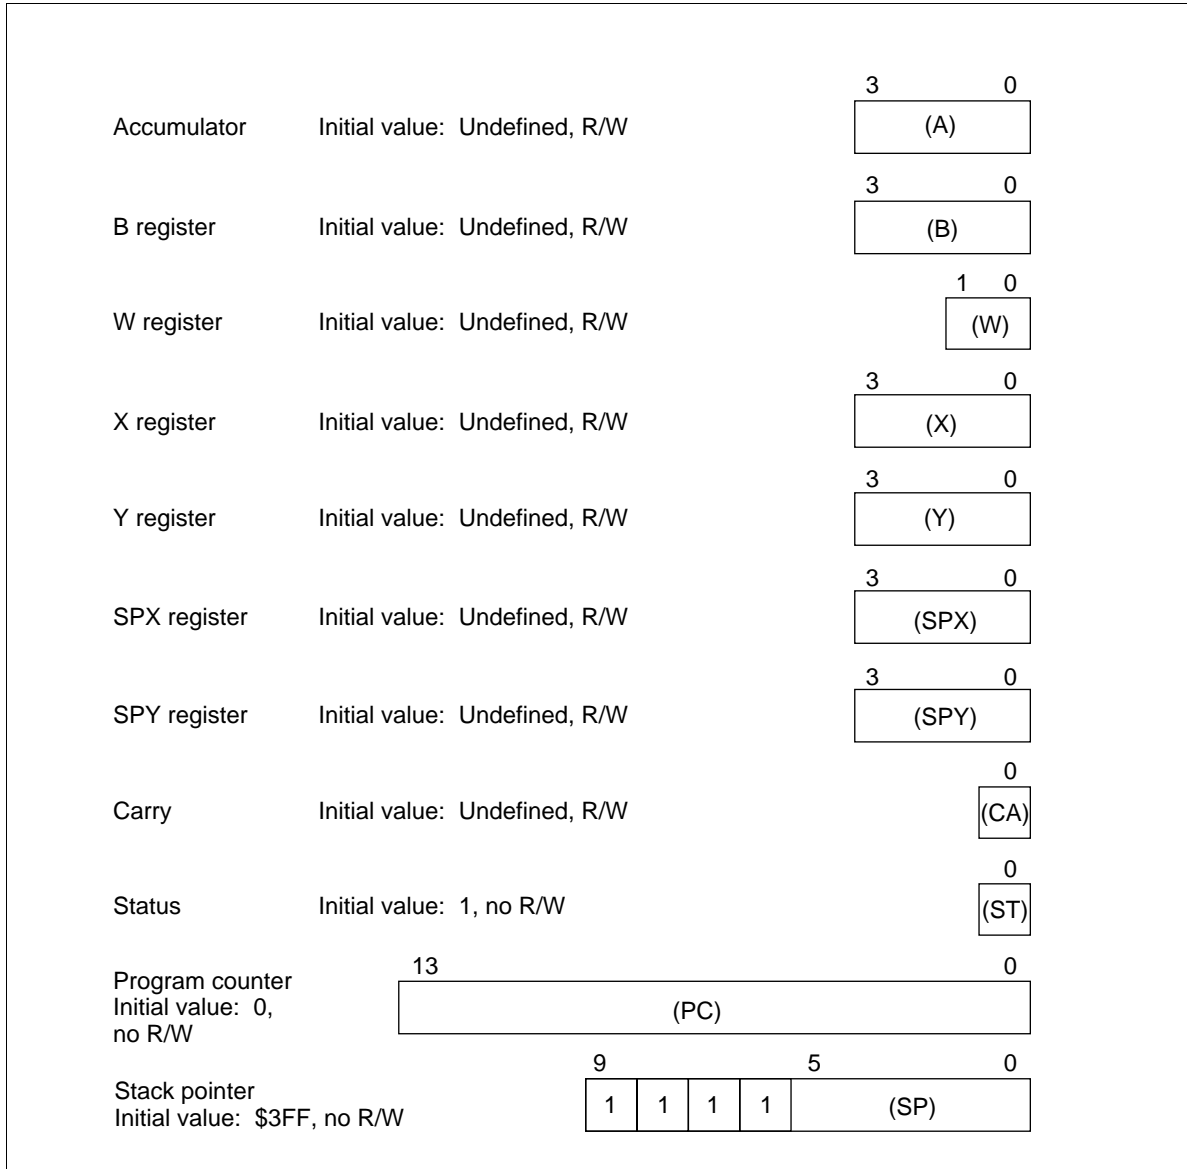 3 0
Accumulator Initial value: Undefined, R/W (A)
3 0
B register Initial value: Undefined, R/W (B)
1 0
W register Initial value: Undefined, R/W (W)
3 0
X register Initial value: Undefined, R/W (X)
3 0
Y register Initial value: Undefined, R/W (Y)
3 0
SPX register Initial value: Undefined, R/W (SPX)
3 0
SPY register Initial value: Undefined, R/W (SPY)
0
Carry Initial value: Undefined, R/W (CA)
0
Status Initial value: 1, no R/W (ST)
13 0
Program counter
Initial value: 0, (PC)
no R/W
9 5 0
Stack pointer
1 1 1 1 (SP)
Initial value: $3FF, no R/W